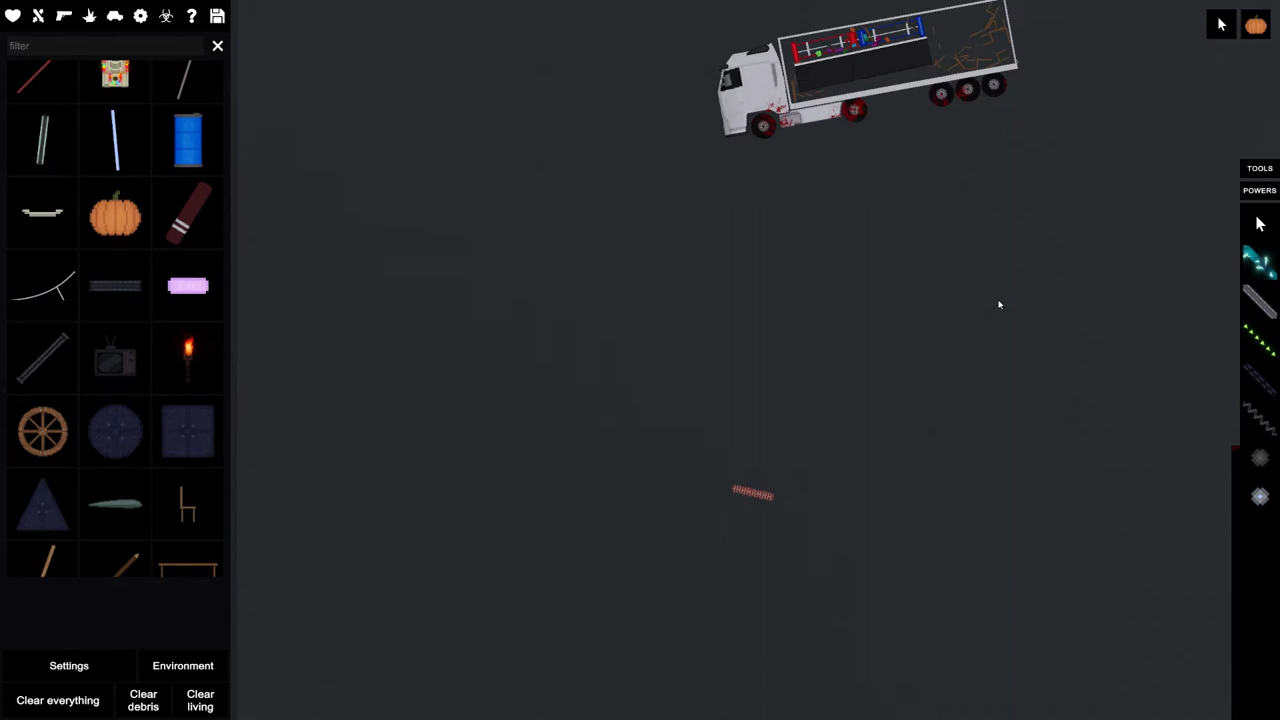 filter
TOOLS
POWERS
Settings
Environment
Clear everything
Clear debris
Clear living